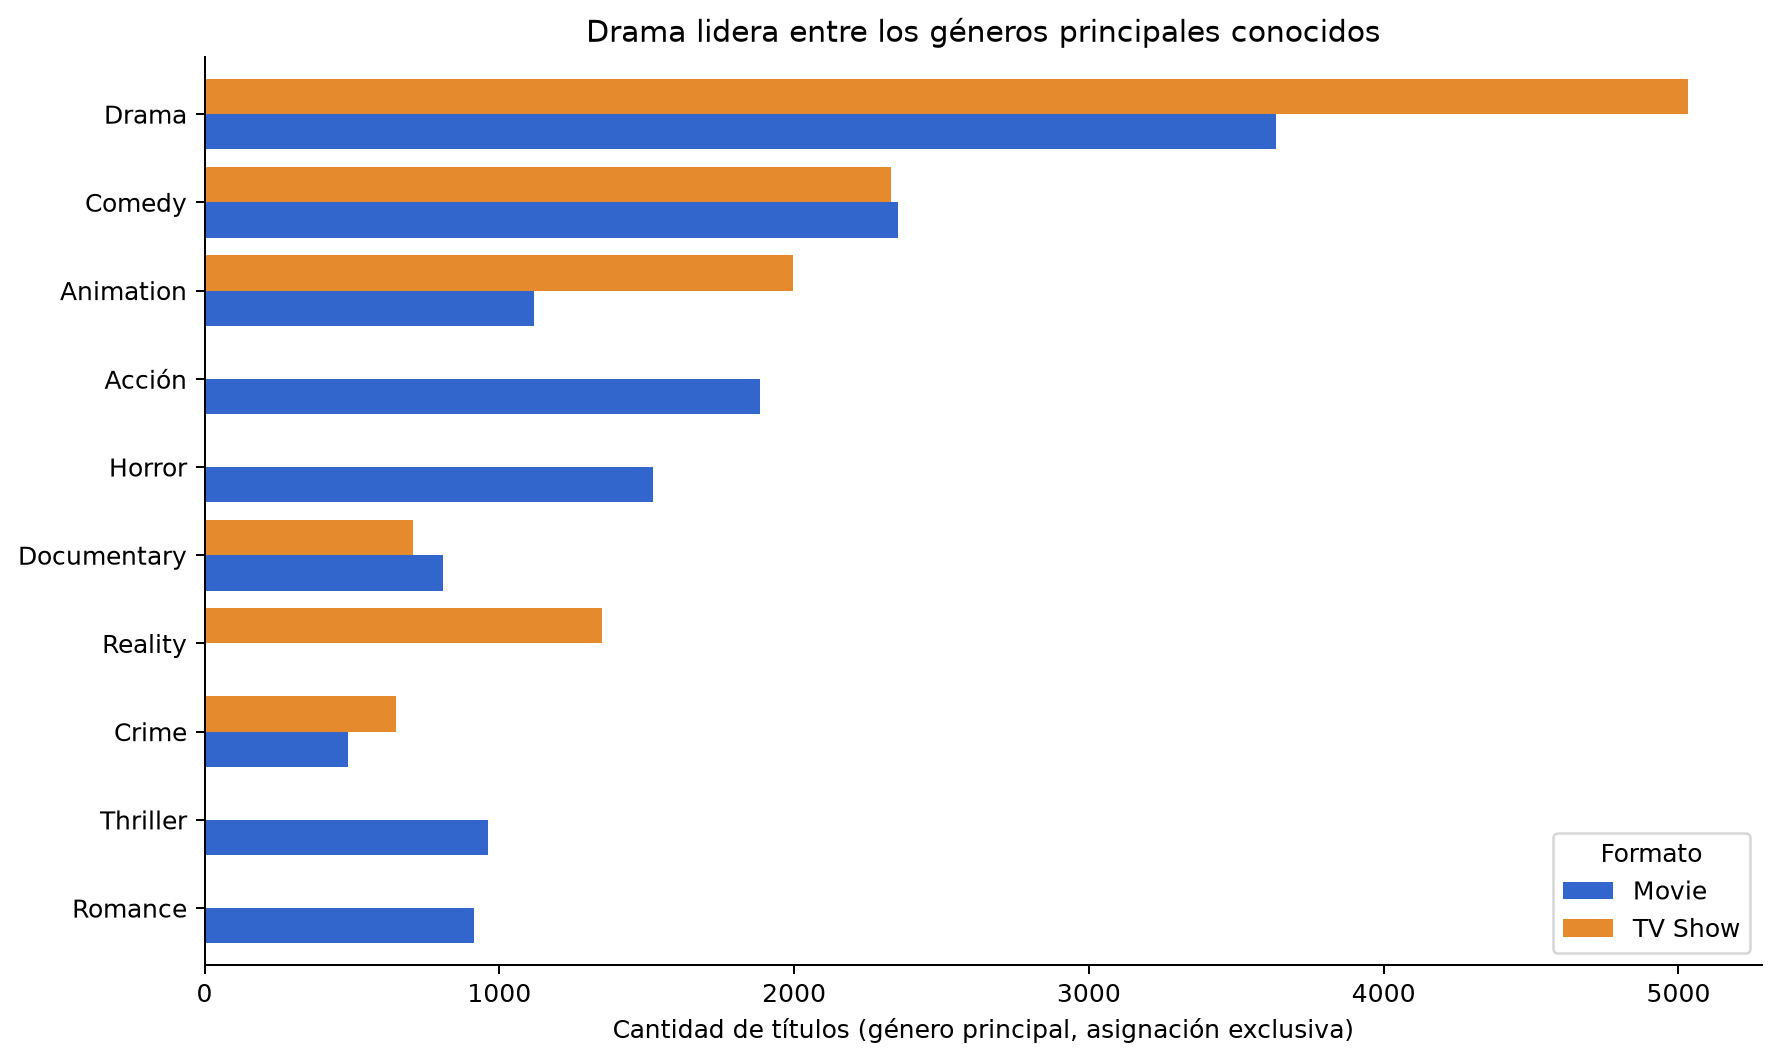 Drama lidera entre los géneros principales conocidos
Drama
Comedy
Animation
Acción
Horror
Documentary
Reality
Crime
Thriller
Romance
Formato
Movie
TV Show
0 1000 2000 3000 4000 5000
Cantidad de títulos (género principal, asignación exclusiva)